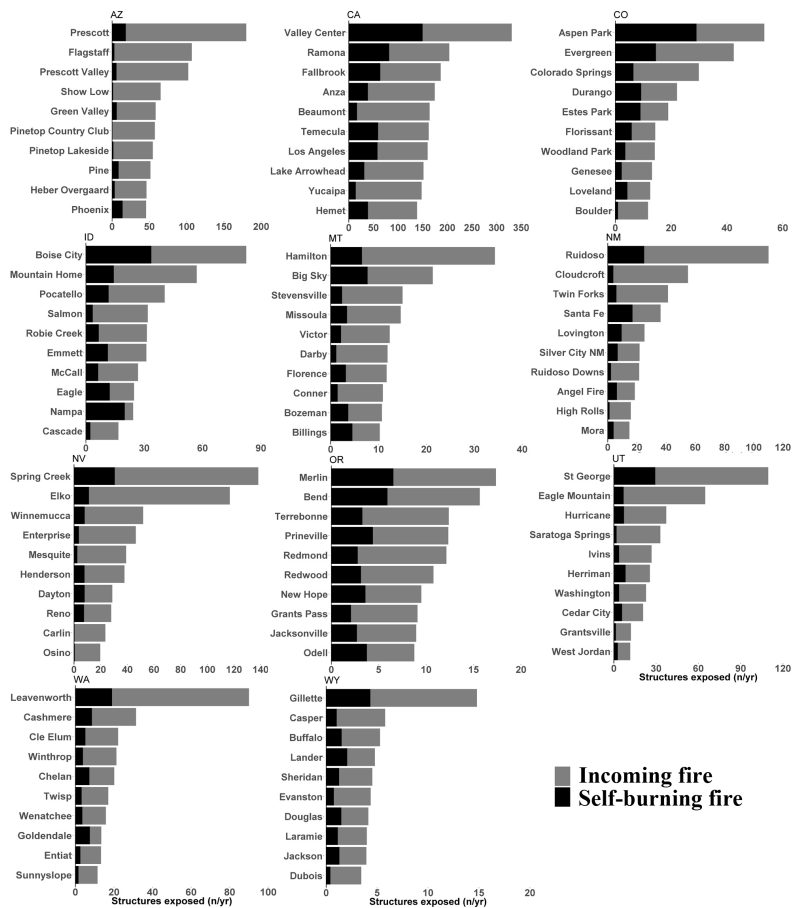 AZ
Prescott
Flagstaff
Prescott Valley
Show Low
Green Valley
Pinetop Country Club
Pinetop Lakeside
Pine
Heber Overgaard
Phoenix
0 40 80 120 160 200
CA
Valley Center
Ramona
Fallbrook
Anza
Beaumont
Temecula
Los Angeles
Lake Arrowhead
Yucaipa
Hemet
0 50 100 150 200 250 300 350
CO
Aspen Park
Evergreen
Colorado Springs
Durango
Estes Park
Florissant
Woodland Park
Genesee
Loveland
Boulder
0 20 40 60
ID
Boise City
Mountain Home
Pocatello
Salmon
Robie Creek
Emmett
McCall
Eagle
Nampa
Cascade
0 30 60 90
MT
Hamilton
Big Sky
Stevensville
Missoula
Victor
Darby
Florence
Conner
Bozeman
Billings
0 10 20 30 40
NM
Ruidoso
Cloudcroft
Twin Forks
Santa Fe
Lovington
Silver City NM
Ruidoso Downs
Angel Fire
High Rolls
Mora
0 20 40 60 80 100 120
NV
Spring Creek
Elko
Winnemucca
Enterprise
Mesquite
Henderson
Dayton
Reno
Carlin
Osino
0 20 40 60 80 100 120 140
OR
Merlin
Bend
Terrebonne
Prineville
Redmond
Redwood
New Hope
Grants Pass
Jacksonville
Odell
0 5 10 15 20
UT
St George
Eagle Mountain
Hurricane
Saratoga Springs
Ivins
Herriman
Washington
Cedar City
Grantsville
West Jordan
0 30 60 90 120
Structures exposed (n/yr)
WA
Leavenworth
Cashmere
Cle Elum
Winthrop
Chelan
Twisp
Wenatchee
Goldendale
Entiat
Sunnyslope
0 20 40 60 80 100
Structures exposed (n/yr)
WY
Gillette
Casper
Buffalo
Lander
Sheridan
Evanston
Douglas
Laramie
Jackson
Dubois
0 5 10 15 20
Structures exposed (n/yr)
Incoming fire
Self-burning fire